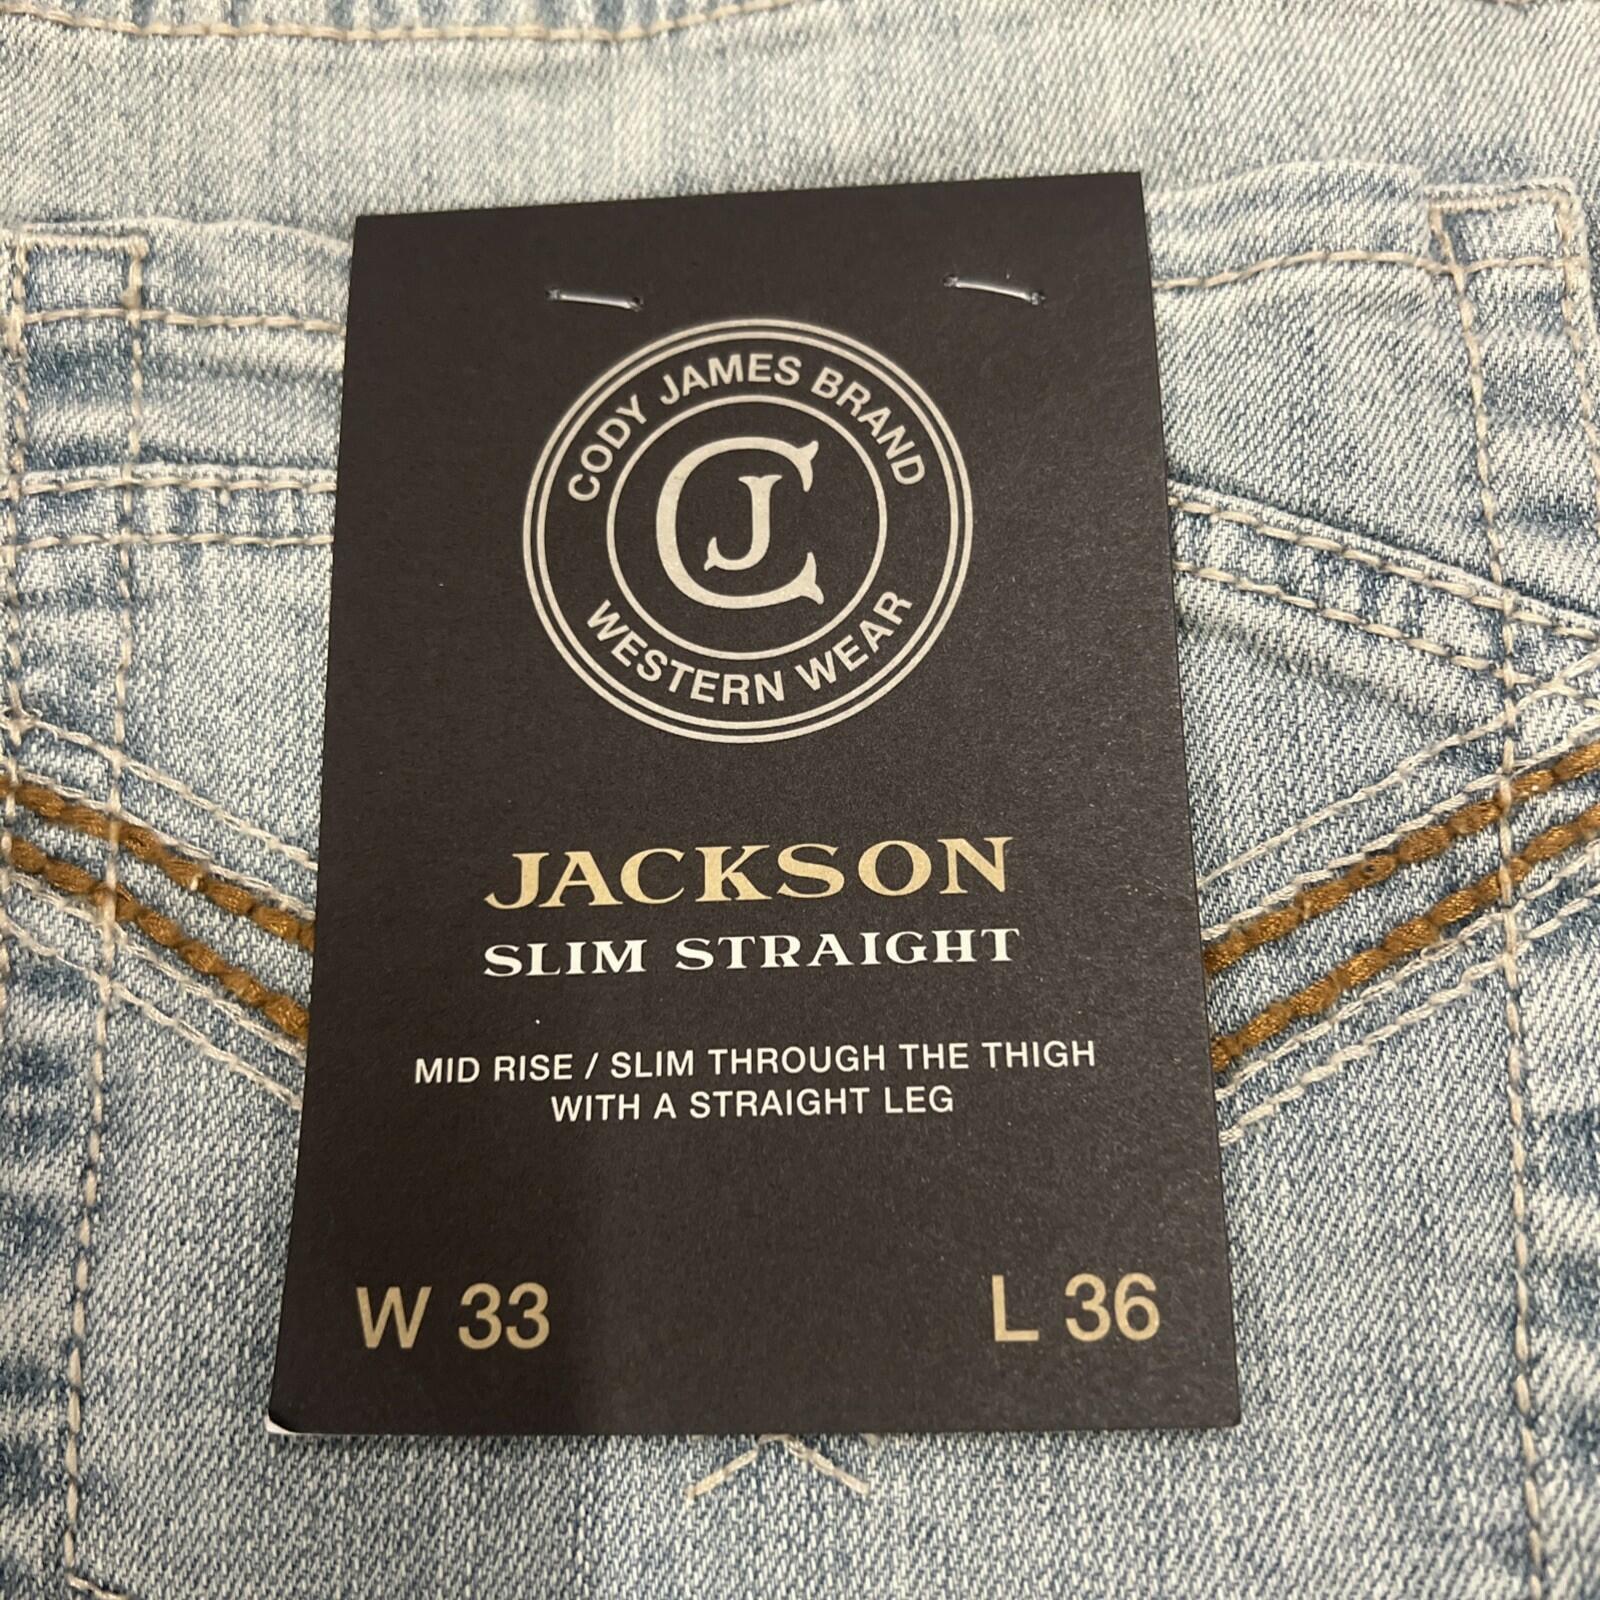 CODY JAMES BRAND
CJ
WESTERN WEAR
JACKSON
SLIM STRAIGHT
MID RISE / SLIM THROUGH THE THIGH
WITH A STRAIGHT LEG
W 33 L 36